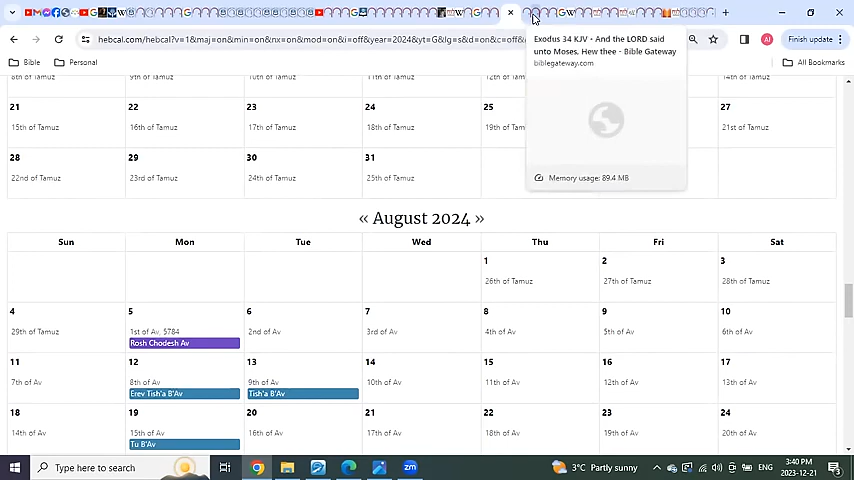 hebcal.com/hebcal?v=1&maj=on&min=on&nx=on&mod=on&i=off&year=2024&yt=G&lg=s&d=on&c=off&
Finish update
Bible
Personal
All Bookmarks
Exodus 34 KJV - And the LORD said
unto Moses, Hew thee - Bible Gateway
biblegateway.com
Memory usage: 89.4 MB
8th of Tamuz
9th of Tamuz
10th of Tamuz
11th of Tamuz
12th of Tamuz
21 22 23 24 25 27
15th of Tamuz 16th of Tamuz 17th of Tamuz 18th of Tamuz 19th of Tamuz 21st of Tamuz
28 29 30 31
22nd of Tamuz 23rd of Tamuz 24th of Tamuz 25th of Tamuz
« August 2024 »
Sun Mon Tue Wed Thu Fri Sat
1 2 3
26th of Tamuz 27th of Tamuz 28th of Tamuz
4 5 6 7 8 9 10
29th of Tamuz 1st of Av, 5784 2nd of Av 3rd of Av 4th of Av 5th of Av 6th of Av
Rosh Chodesh Av
11 12 13 14 15 16 17
7th of Av 8th of Av 9th of Av 10th of Av 11th of Av 12th of Av 13th of Av
Erev Tish'a B'Av Tish'a B'Av
18 19 20 21 22 23 24
14th of Av 15th of Av 16th of Av 17th of Av 18th of Av 19th of Av 20th of Av
Tu B'Av
Type here to search
3°C Partly sunny
ENG
3:40 PM
2023-12-21